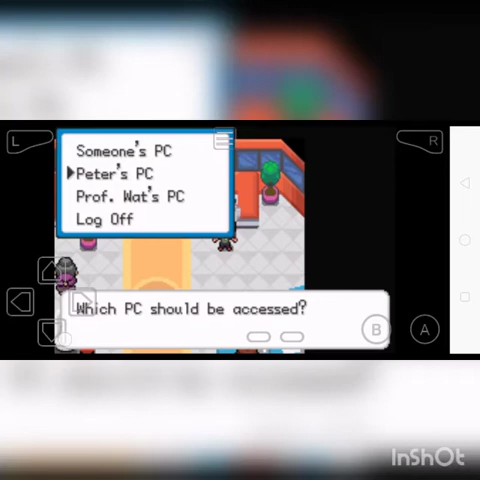 L
R
Someone's PC
Peter's PC
Prof. Wat's PC
Log Off
Which PC should be accessed?
B
A
InShOt